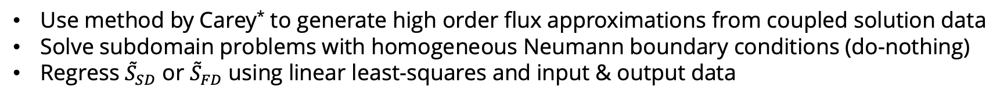 • Use method by Carey* to generate high order flux approximations from coupled solution data
• Solve subdomain problems with homogeneous Neumann boundary conditions (do-nothing)
• Regress S̃_SD or S̃_FD using linear least-squares and input & output data